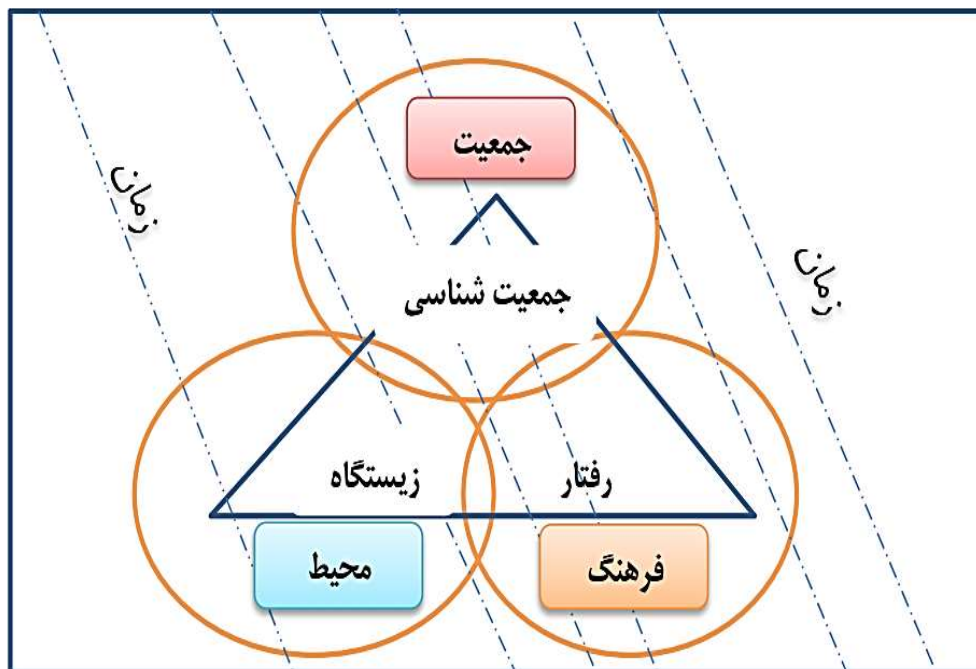 جمعیت
زمان
زمان
جمعیت شناسی
رفتار
زیستگاه
فرهنگ
محیط